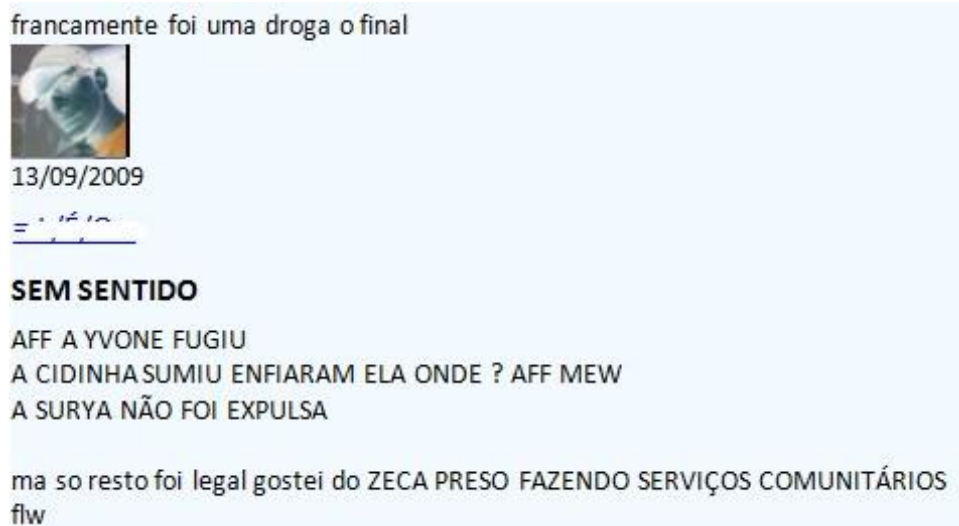 francamente foi uma droga o final
13/09/2009
SEM SENTIDO
AFF A YVONE FUGIU
A CIDINHA SUMIU ENFIARAM ELA ONDE ? AFF MEW
A SURYA NÃO FOI EXPULSA
ma so resto foi legal gostei do ZECA PRESO FAZENDO SERVIÇOS COMUNITÁRIOS
flw